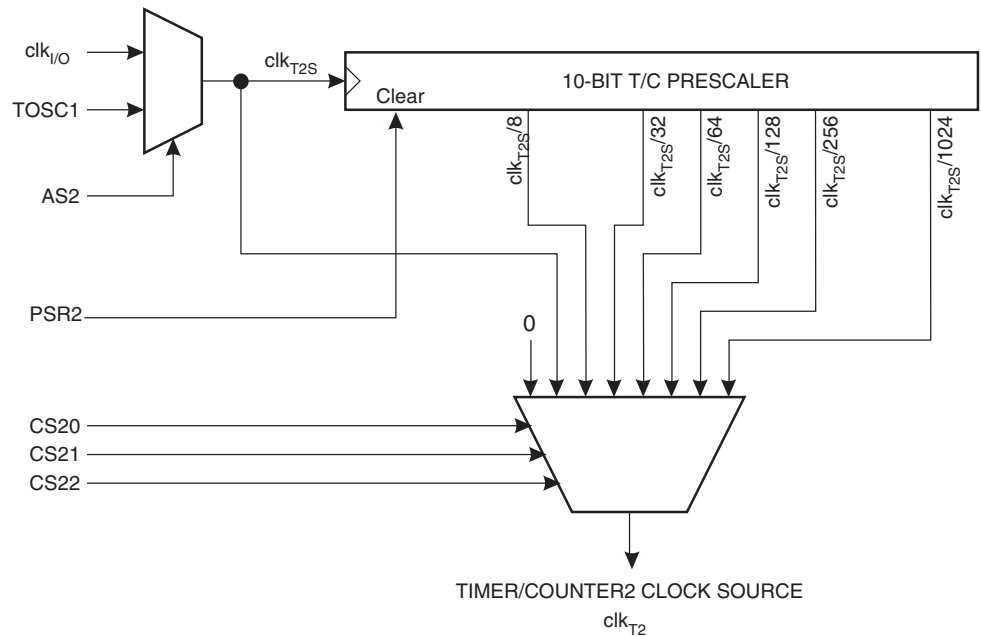 clkI/O
TOSC1
AS2
clkT2S
10-BIT T/C PRESCALER
Clear
clkT2S/8
clkT2S/32
clkT2S/64
clkT2S/128
clkT2S/256
clkT2S/1024
PSR2
0
CS20
CS21
CS22
TIMER/COUNTER2 CLOCK SOURCE
clkT2